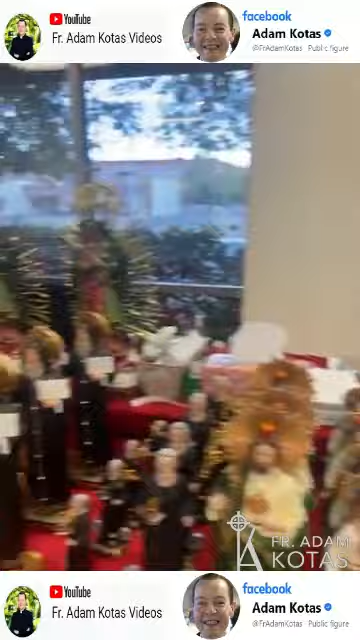 YouTube
Fr. Adam Kotas Videos
facebook
Adam Kotas
@FrAdamKotas · Public figure
FR. ADAM
KOTAS
YouTube
Fr. Adam Kotas Videos
facebook
Adam Kotas
@FrAdamKotas · Public figure